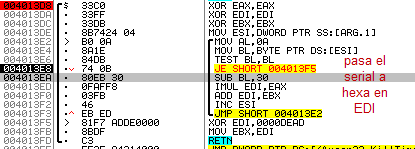 004013D8 $ 33C0 XOR EAX,EAX
004013DA . 33FF XOR EDI,EDI
004013DC . 33DB XOR EBX,EBX
004013DE . 8B7424 04 MOV ESI,DWORD PTR SS:[ARG.1]
004013E2 > B0 0A MOV AL,0A
004013E4 . 8A1E MOV BL,BYTE PTR DS:[ESI]
004013E6 . 84DB TEST BL,BL
004013E8 74 0B JE SHORT 004013F5
004013EA . 80EB 30 SUB BL,30
004013ED . 0FAFF8 IMUL EDI,EAX
004013F0 . 03FB ADD EDI,EBX
004013F2 . 46 INC ESI
004013F3 .^ EB ED JMP SHORT 004013E2
004013F5 > 81F7 ADDE0000 XOR EDI,0000DEAD
004013FB . 8BDF MOV EBX,EDI
004013FD . C3 RETN
pasa el
serial a
hexa en
EDI